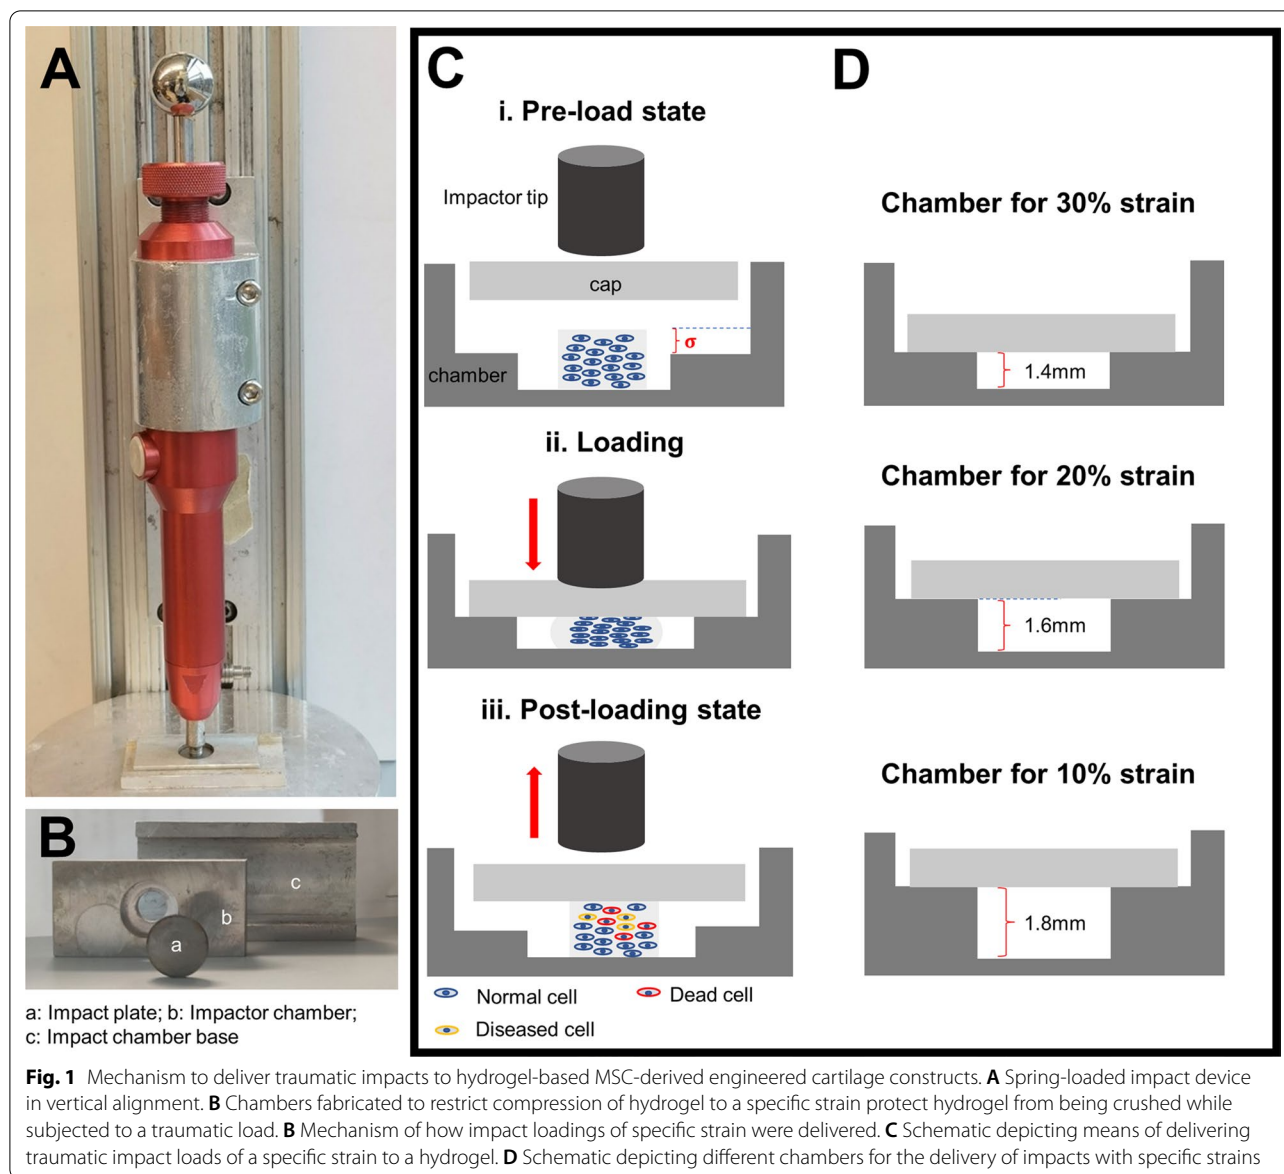 A
B
a
b
c
a: Impact plate; b: Impactor chamber;
c: Impact chamber base
C
i. Pre-load state
Impactor tip
cap
σ
chamber
ii. Loading
iii. Post-loading state
Normal cell
Dead cell
Diseased cell
D
Chamber for 30% strain
1.4mm
Chamber for 20% strain
1.6mm
Chamber for 10% strain
1.8mm
Fig. 1 Mechanism to deliver traumatic impacts to hydrogel-based MSC-derived engineered cartilage constructs. A Spring-loaded impact device
in vertical alignment. B Chambers fabricated to restrict compression of hydrogel to a specific strain protect hydrogel from being crushed while
subjected to a traumatic load. B Mechanism of how impact loadings of specific strain were delivered. C Schematic depicting means of delivering
traumatic impact loads of a specific strain to a hydrogel. D Schematic depicting different chambers for the delivery of impacts with specific strains